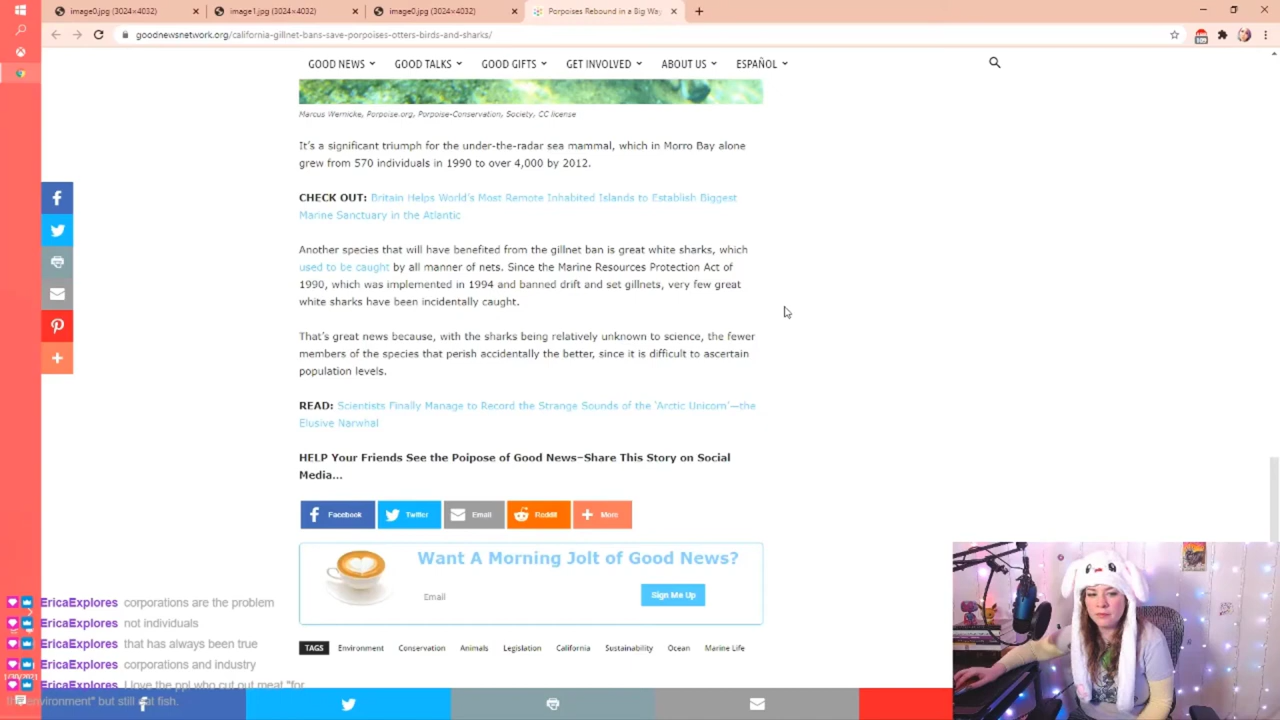 image0.jpg (3024×4032)
image1.jpg (3024×4032)
image0.jpg (3024×4032)
Porpoises Rebound in a Big Way
goodnewsnetwork.org/california-gillnet-bans-save-porpoises-otters-birds-and-sharks/
GOOD NEWS
GOOD TALKS
GOOD GIFTS
GET INVOLVED
ABOUT US
ESPAÑOL
Marcus Wernicke, Porpoise.org, Porpoise-Conservation, Society, CC license
It's a significant triumph for the under-the-radar sea mammal, which in Morro Bay alone
grew from 570 individuals in 1990 to over 4,000 by 2012.
CHECK OUT: Britain Helps World's Most Remote Inhabited Islands to Establish Biggest
Marine Sanctuary in the Atlantic
Another species that will have benefited from the gillnet ban is great white sharks, which
used to be caught by all manner of nets. Since the Marine Resources Protection Act of
1990, which was implemented in 1994 and banned drift and set gillnets, very few great
white sharks have been incidentally caught.
That's great news because, with the sharks being relatively unknown to science, the fewer
members of the species that perish accidentally the better, since it is difficult to ascertain
population levels.
READ: Scientists Finally Manage to Record the Strange Sounds of the 'Arctic Unicorn'—the
Elusive Narwhal
HELP Your Friends See the Poipose of Good News–Share This Story on Social
Media...
Facebook
Twitter
Email
Reddit
More
Want A Morning Jolt of Good News?
Email
Sign Me Up
TAGS
Environment
Conservation
Animals
Legislation
California
Sustainability
Ocean
Marine Life
EricaExplores corporations are the problem
EricaExplores not individuals
EricaExplores that has always been true
EricaExplores corporations and industry
EricaExplores I love the ppl who cut out meat "for
environment" but still eat fish.
1/30/2021